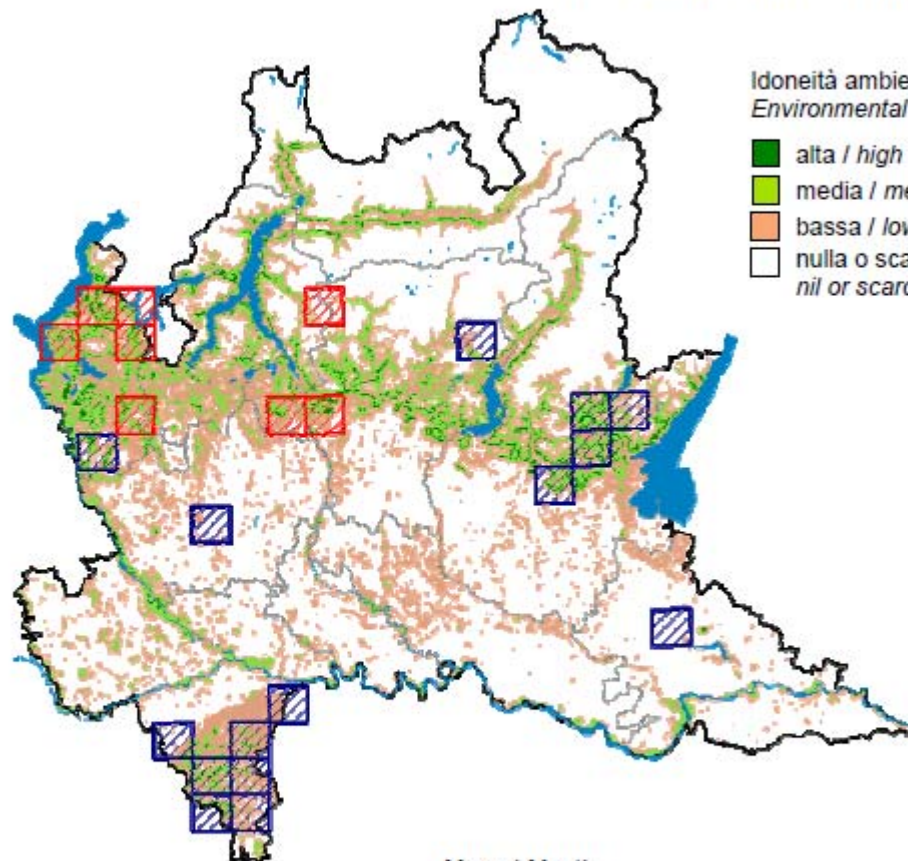 Idoneità ambie
Environmental
alta / high
media / me
bassa / low
nulla o sca
nil or scarc